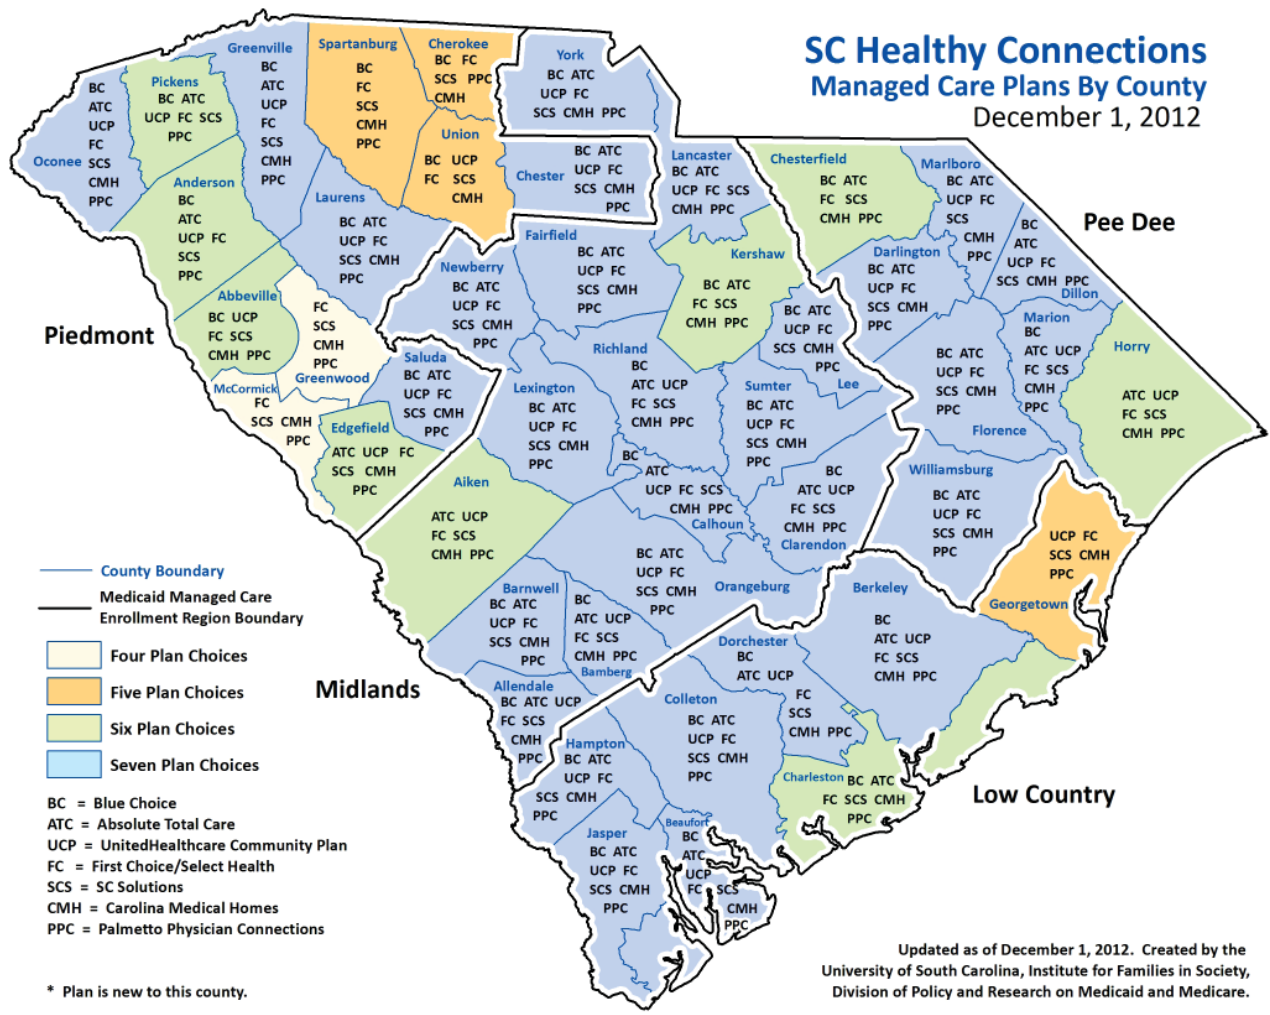 SC Healthy Connections
Managed Care Plans By County
December 1, 2012
Piedmont
Pee Dee
Midlands
Low Country
Oconee
BC
ATC
UCP
FC
SCS
CMH
PPC
Pickens
BC ATC
UCP FC SCS
PPC
Greenville
BC
ATC
UCP
FC
SCS
CMH
PPC
Spartanburg
BC
FC
SCS
CMH
PPC
Cherokee
BC FC
SCS PPC
CMH
Union
BC UCP
FC SCS
CMH
York
BC ATC
UCP FC
SCS CMH PPC
Chester
BC ATC
UCP FC
SCS CMH
PPC
Lancaster
BC ATC
UCP FC SCS
CMH PPC
Chesterfield
BC ATC
FC SCS
CMH PPC
Marlboro
BC ATC
UCP FC
SCS
CMH
PPC
Anderson
BC
ATC
UCP FC
SCS
PPC
Laurens
BC ATC
UCP FC
SCS CMH
PPC
Abbeville
BC UCP
FC SCS
CMH PPC
FC
SCS
CMH
PPC
Greenwood
McCormick
FC
SCS CMH
PPC
Edgefield
ATC UCP FC
SCS CMH
PPC
Saluda
BC ATC
UCP FC
SCS CMH
PPC
Newberry
BC ATC
UCP FC
SCS CMH
PPC
Fairfield
BC ATC
UCP FC
SCS CMH
PPC
Kershaw
BC ATC
FC SCS
CMH PPC
Darlington
BC ATC
UCP FC
SCS CMH
PPC
BC
ATC
UCP FC
SCS CMH PPC
Dillon
Marion
BC
ATC UCP
FC SCS
CMH
PPC
Horry
ATC UCP
FC SCS
CMH PPC
BC ATC
UCP FC
SCS CMH
PPC
Florence
BC ATC
UCP FC
SCS CMH
PPC
Lee
Richland
BC
ATC UCP
FC SCS
CMH PPC
Lexington
BC ATC
UCP FC
SCS CMH
PPC
Sumter
BC ATC
UCP FC
SCS CMH
PPC
Aiken
ATC UCP
FC SCS
CMH PPC
BC
ATC
UCP FC SCS
CMH PPC
Calhoun
BC
ATC UCP
FC SCS
CMH PPC
Clarendon
Williamsburg
BC ATC
UCP FC
SCS CMH
PPC
UCP FC
SCS CMH
PPC
Georgetown
BC ATC
UCP FC
SCS CMH
PPC
Orangeburg
Barnwell
BC ATC
UCP FC
SCS CMH
PPC
BC
ATC UCP
FC SCS
CMH PPC
Bamberg
Allendale
BC ATC UCP
FC SCS
CMH
PPC
Berkeley
BC
ATC UCP
FC SCS
CMH PPC
Dorchester
BC
ATC UCP
FC
SCS
CMH PPC
Colleton
BC ATC
UCP FC
SCS CMH
PPC
Hampton
BC ATC
UCP FC
SCS CMH
PPC
Charleston
BC ATC
FC SCS CMH
PPC
Jasper
BC ATC
UCP FC
SCS CMH
PPC
Beaufort
BC
ATC
UCP
FC SCS
CMH
PPC
County Boundary
Medicaid Managed Care
Enrollment Region Boundary
Four Plan Choices
Five Plan Choices
Six Plan Choices
Seven Plan Choices
BC = Blue Choice
ATC = Absolute Total Care
UCP = UnitedHealthcare Community Plan
FC = First Choice/Select Health
SCS = SC Solutions
CMH = Carolina Medical Homes
PPC = Palmetto Physician Connections
* Plan is new to this county.
Updated as of December 1, 2012. Created by the
University of South Carolina, Institute for Families in Society,
Division of Policy and Research on Medicaid and Medicare.